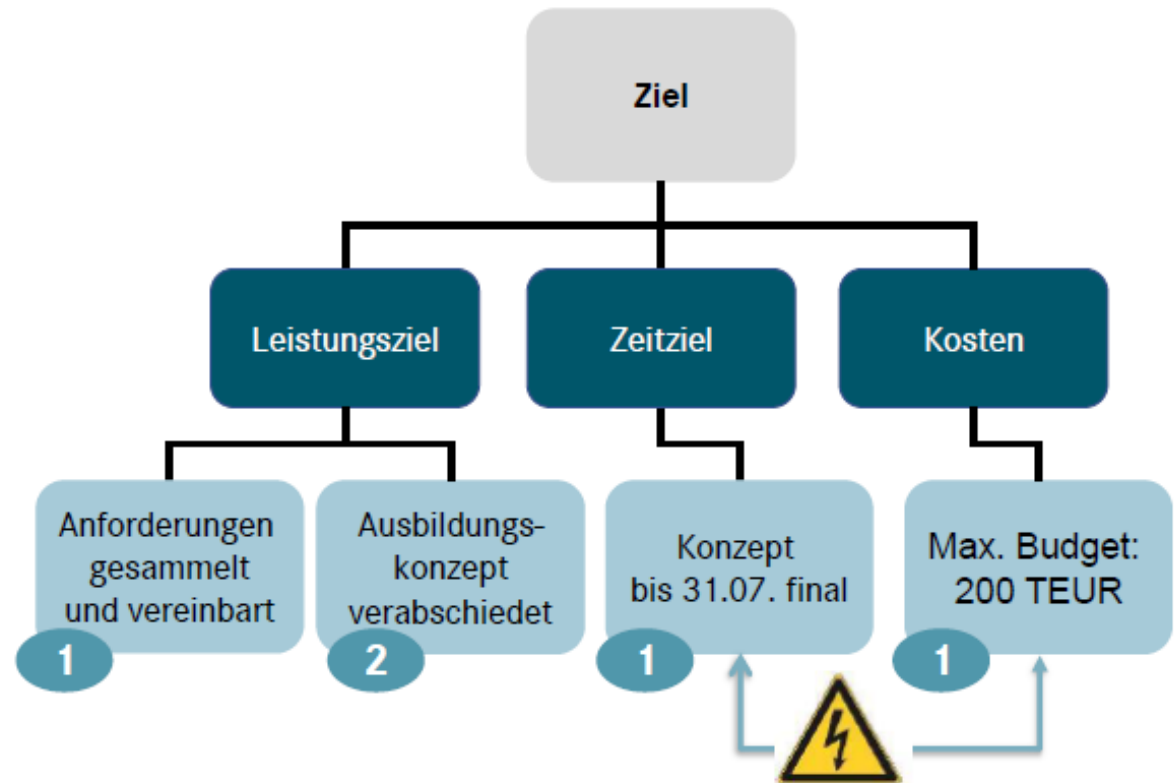 Ziel
Leistungsziel
Zeitziel
Kosten
Anforderungen
gesammelt
und vereinbart
1
Ausbildungs-
konzept
verabschiedet
2
Konzept
bis 31.07. final
1
Max. Budget:
200 TEUR
1